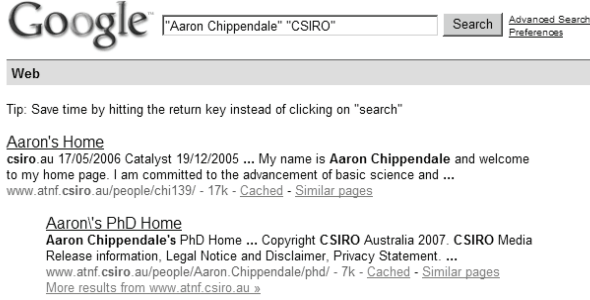 Google™ "Aaron Chippendale" "CSIRO" Search Advanced Search
Preferences
Web
Tip: Save time by hitting the return key instead of clicking on "search"
Aaron's Home
csiro.au 17/05/2006 Catalyst 19/12/2005 ... My name is Aaron Chippendale and welcome
to my home page. I am committed to the advancement of basic science and ...
www.atnf.csiro.au/people/chi139/ - 17k - Cached - Similar pages
Aaron\'s PhD Home
Aaron Chippendale's PhD Home ... Copyright CSIRO Australia 2007. CSIRO Media
Release information, Legal Notice and Disclaimer, Privacy Statement. ...
www.atnf.csiro.au/people/Aaron.Chippendale/phd/ - 7k - Cached - Similar pages
More results from www.atnf.csiro.au »